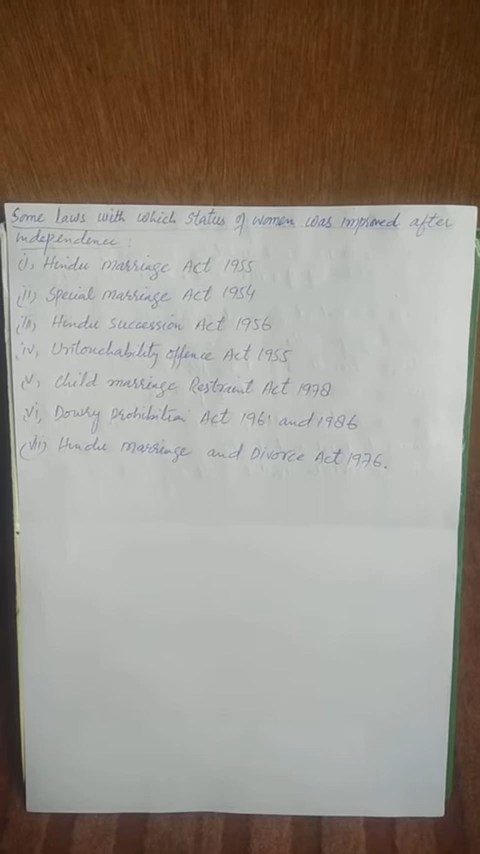 Some laws with which status of women was improved after
independence:
(i) Hindu marriage Act 1955
(ii) Special marriage Act 1954
(iii) Hindu succession Act 1956
(iv) Untouchability offence Act 1955
(v) Child marriage Restraint Act 1978
(vi) Dowry prohibition Act 1961 and 1986
(vii) Hindu marriage and Divorce Act 1976.